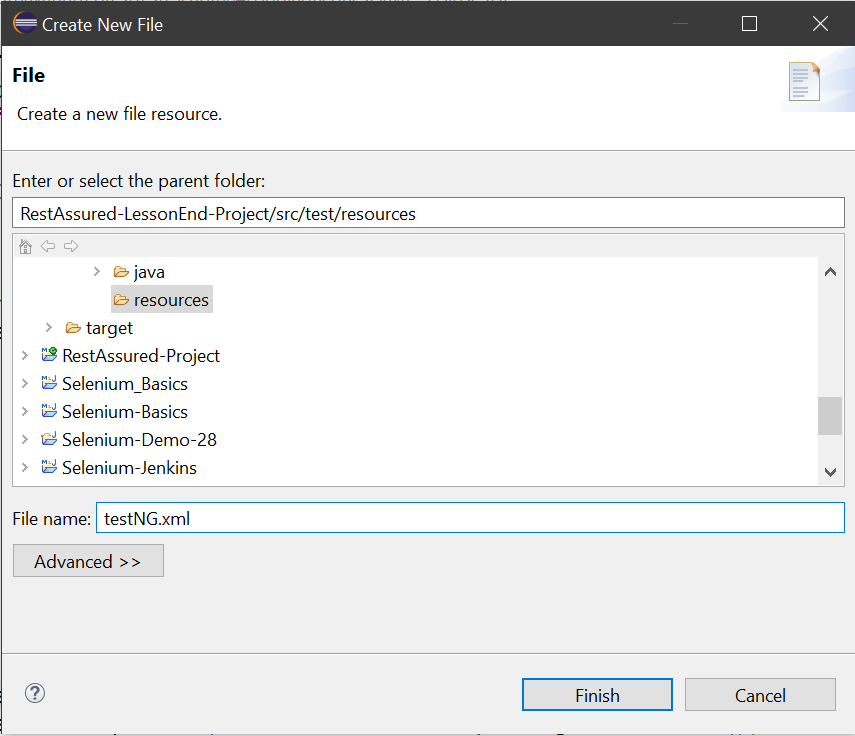 Create New File
File
Create a new file resource.
Enter or select the parent folder:
RestAssured-LessonEnd-Project/src/test/resources
java
resources
target
RestAssured-Project
Selenium_Basics
Selenium-Basics
Selenium-Demo-28
Selenium-Jenkins
File name: testNG.xml
Advanced >>
Finish Cancel